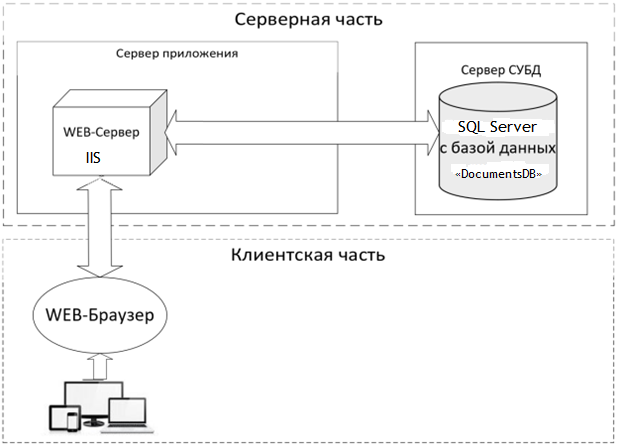 Серверная часть
Сервер приложения
Сервер СУБД
WEB-Сервер
IIS
SQL Server
с базой данных
«DocumentsDB»
Клиентская часть
WEB-Браузер